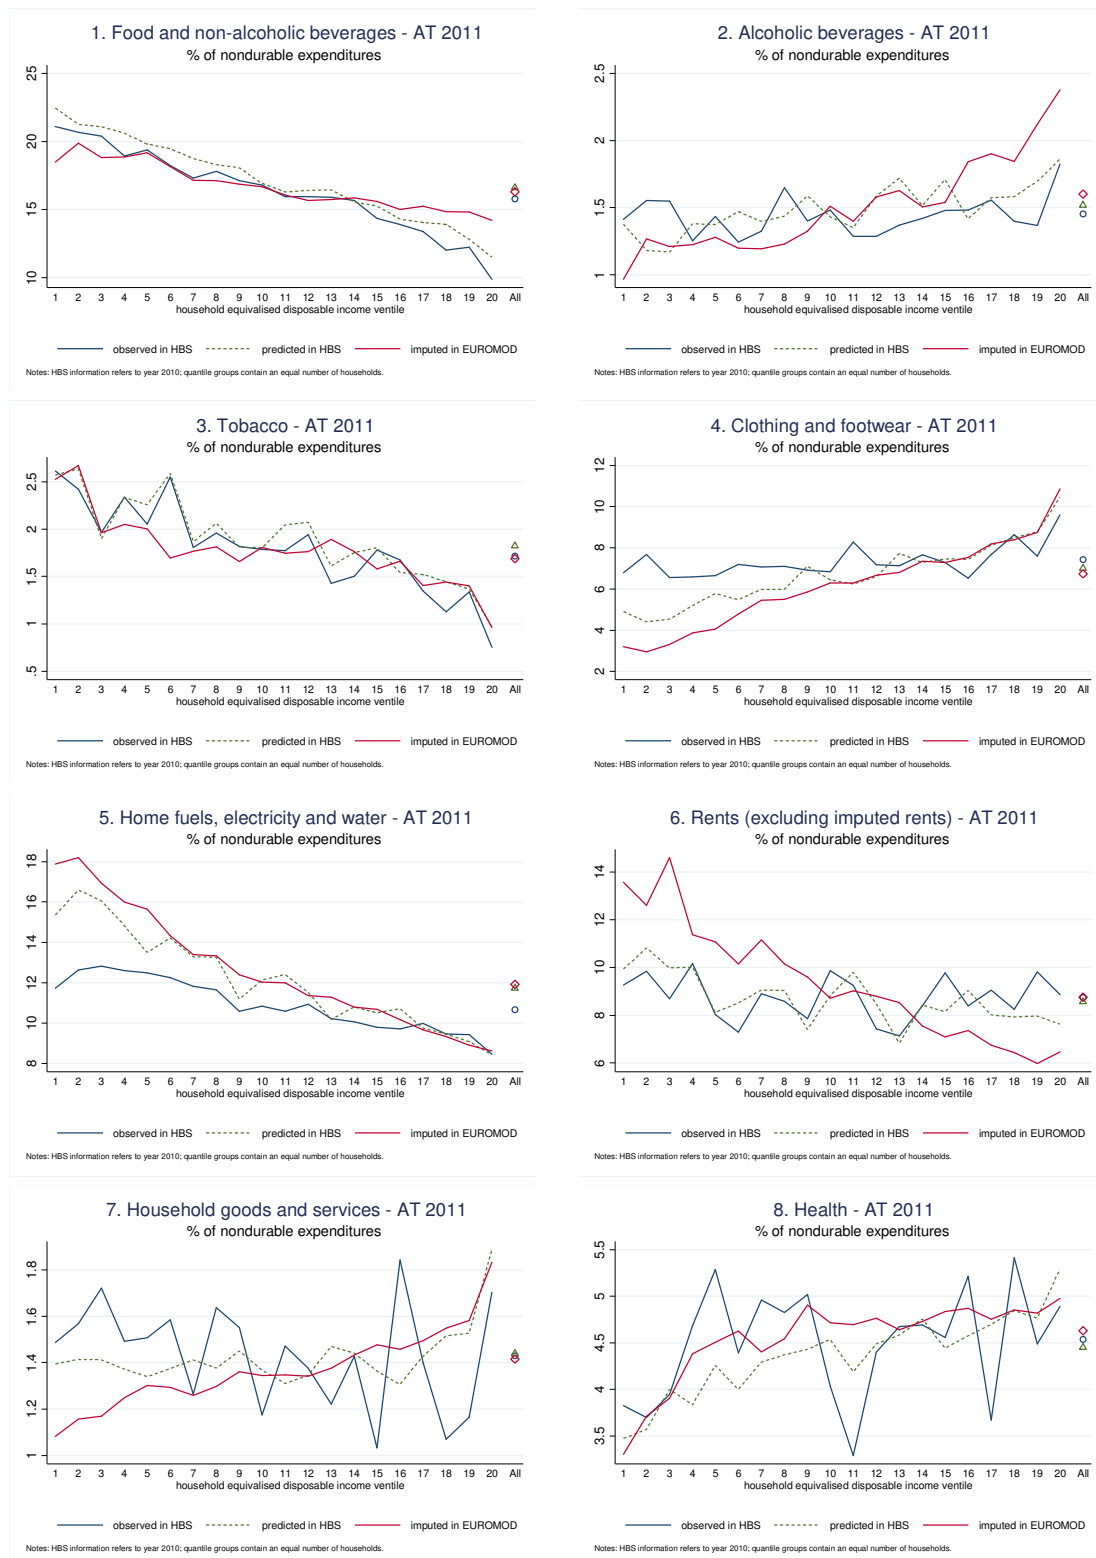 1. Food and non-alcoholic beverages - AT 2011
% of nondurable expenditures
25
20
15
10
1 2 3 4 5 6 7 8 9 10 11 12 13 14 15 16 17 18 19 20 All
household equivalised disposable income ventile
observed in HBS predicted in HBS imputed in EUROMOD
Notes: HBS information refers to year 2010; quantile groups contain an equal number of households.
2. Alcoholic beverages - AT 2011
% of nondurable expenditures
2.5
2
1.5
1
1 2 3 4 5 6 7 8 9 10 11 12 13 14 15 16 17 18 19 20 All
household equivalised disposable income ventile
observed in HBS predicted in HBS imputed in EUROMOD
Notes: HBS information refers to year 2010; quantile groups contain an equal number of households.
3. Tobacco - AT 2011
% of nondurable expenditures
2.5
2
1.5
1
.5
1 2 3 4 5 6 7 8 9 10 11 12 13 14 15 16 17 18 19 20 All
household equivalised disposable income ventile
observed in HBS predicted in HBS imputed in EUROMOD
Notes: HBS information refers to year 2010; quantile groups contain an equal number of households.
4. Clothing and footwear - AT 2011
% of nondurable expenditures
12
10
8
6
4
2
1 2 3 4 5 6 7 8 9 10 11 12 13 14 15 16 17 18 19 20 All
household equivalised disposable income ventile
observed in HBS predicted in HBS imputed in EUROMOD
Notes: HBS information refers to year 2010; quantile groups contain an equal number of households.
5. Home fuels, electricity and water - AT 2011
% of nondurable expenditures
18
16
14
12
10
8
1 2 3 4 5 6 7 8 9 10 11 12 13 14 15 16 17 18 19 20 All
household equivalised disposable income ventile
observed in HBS predicted in HBS imputed in EUROMOD
Notes: HBS information refers to year 2010; quantile groups contain an equal number of households.
6. Rents (excluding imputed rents) - AT 2011
% of nondurable expenditures
14
12
10
8
6
1 2 3 4 5 6 7 8 9 10 11 12 13 14 15 16 17 18 19 20 All
household equivalised disposable income ventile
observed in HBS predicted in HBS imputed in EUROMOD
Notes: HBS information refers to year 2010; quantile groups contain an equal number of households.
7. Household goods and services - AT 2011
% of nondurable expenditures
1.8
1.6
1.4
1.2
1
1 2 3 4 5 6 7 8 9 10 11 12 13 14 15 16 17 18 19 20 All
household equivalised disposable income ventile
observed in HBS predicted in HBS imputed in EUROMOD
Notes: HBS information refers to year 2010; quantile groups contain an equal number of households.
8. Health - AT 2011
% of nondurable expenditures
5.5
5
4.5
4
3.5
1 2 3 4 5 6 7 8 9 10 11 12 13 14 15 16 17 18 19 20 All
household equivalised disposable income ventile
observed in HBS predicted in HBS imputed in EUROMOD
Notes: HBS information refers to year 2010; quantile groups contain an equal number of households.